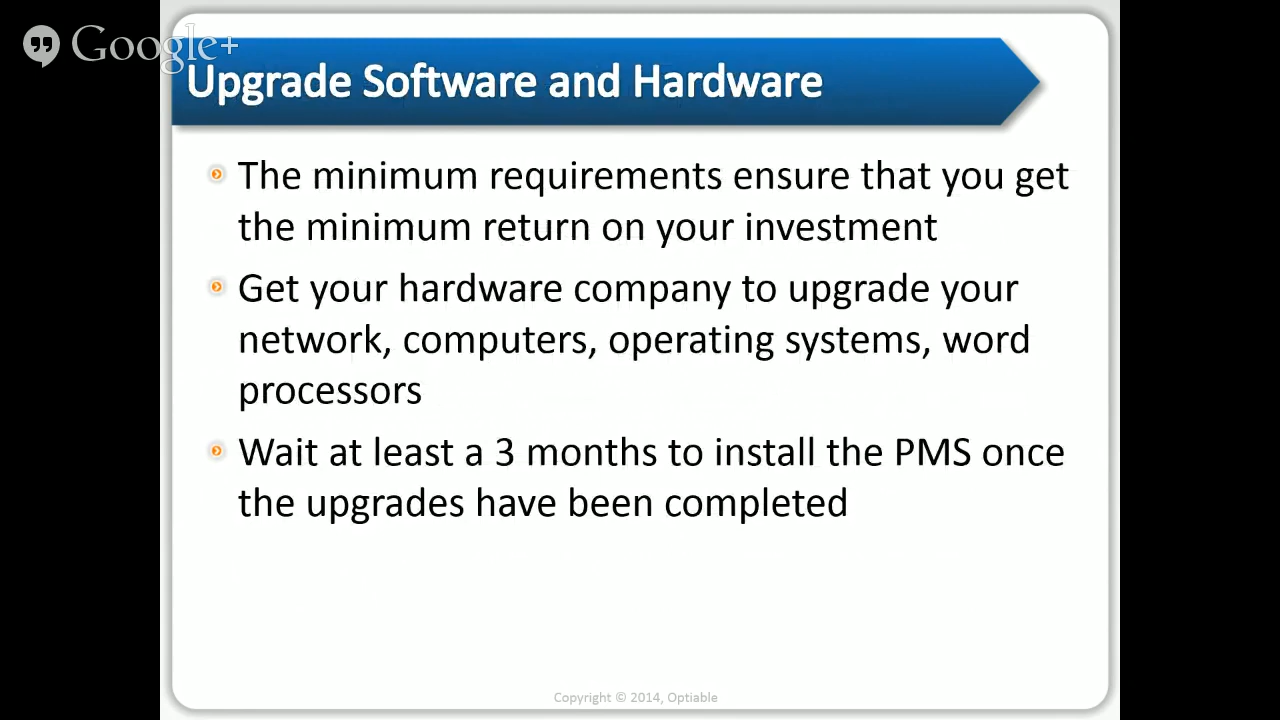 Google+
Upgrade Software and Hardware
The minimum requirements ensure that you get
the minimum return on your investment
Get your hardware company to upgrade your
network, computers, operating systems, word
processors
Wait at least a 3 months to install the PMS once
the upgrades have been completed
Copyright © 2014, Optiable